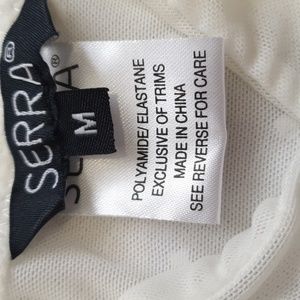 SERRA®
M
POLYAMIDE/ELASTANE
EXCLUSIVE OF TRIMS
MADE IN CHINA
SEE REVERSE FOR CARE